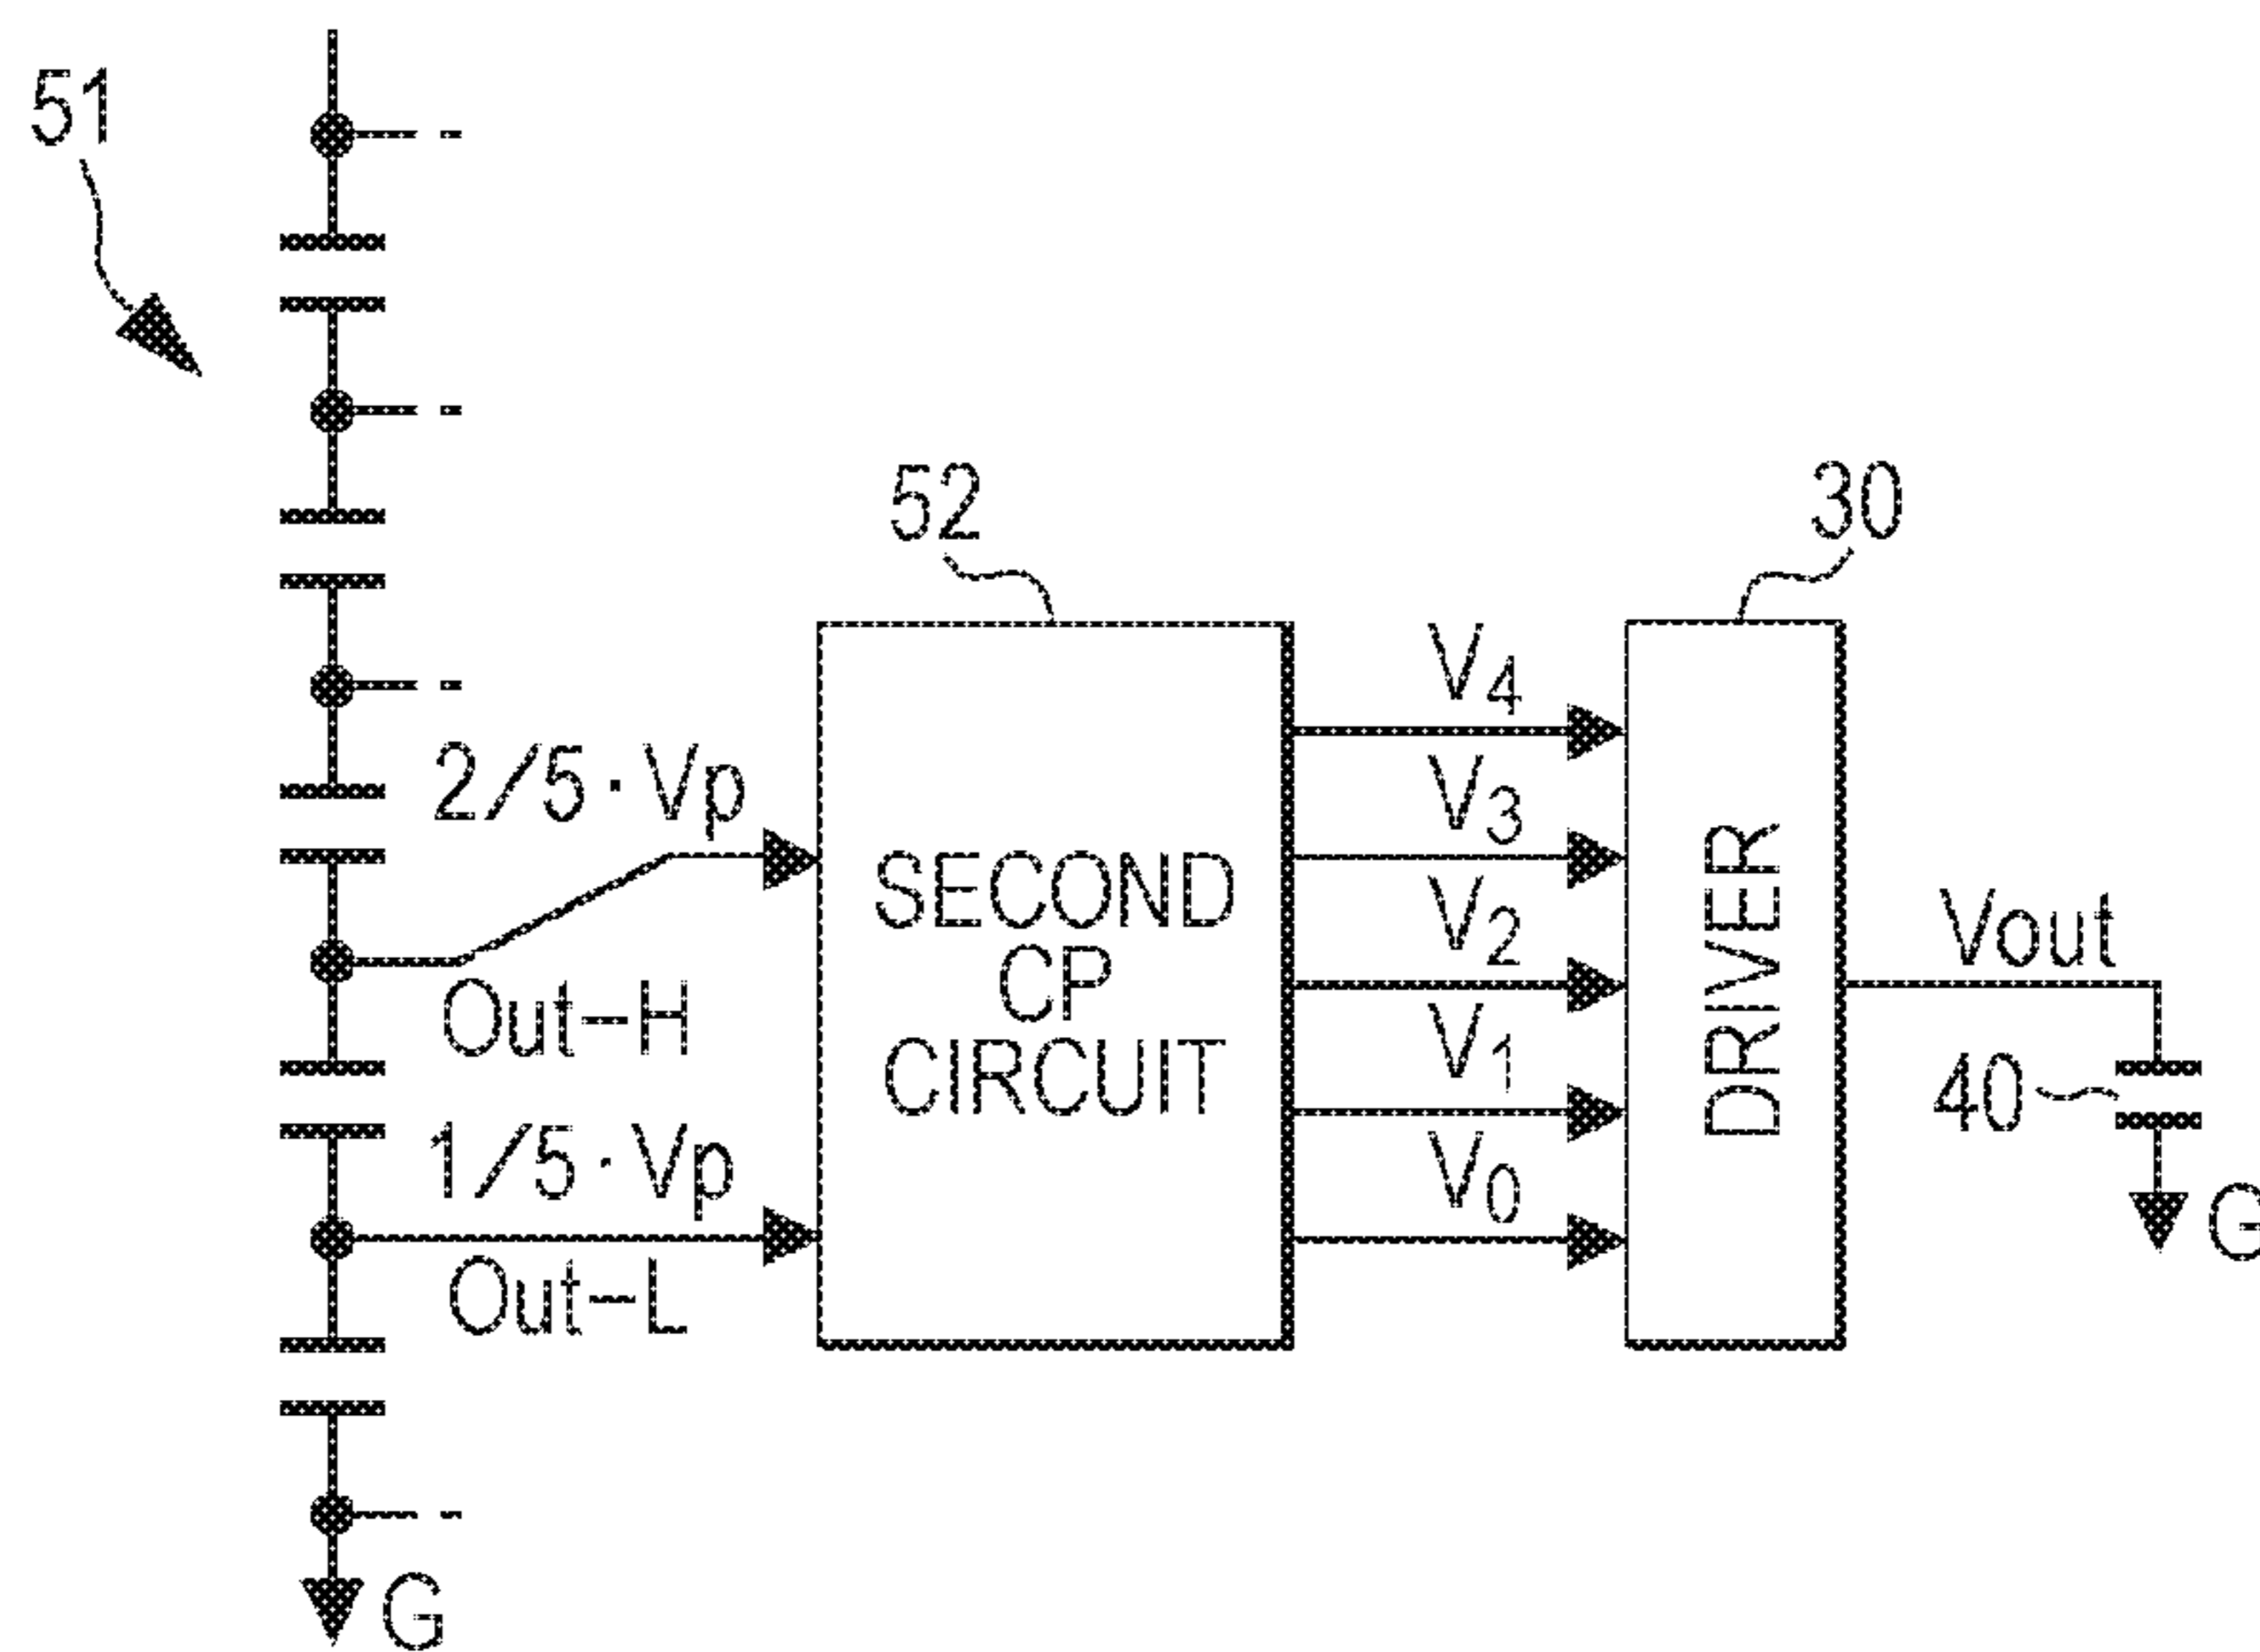 51
52
30
V4
2/5·Vp
V3
SECOND
CP
CIRCUIT
DRIVER
V2
Vout
Out-H
V1
40
1/5·Vp
V0
G
Out-L
G